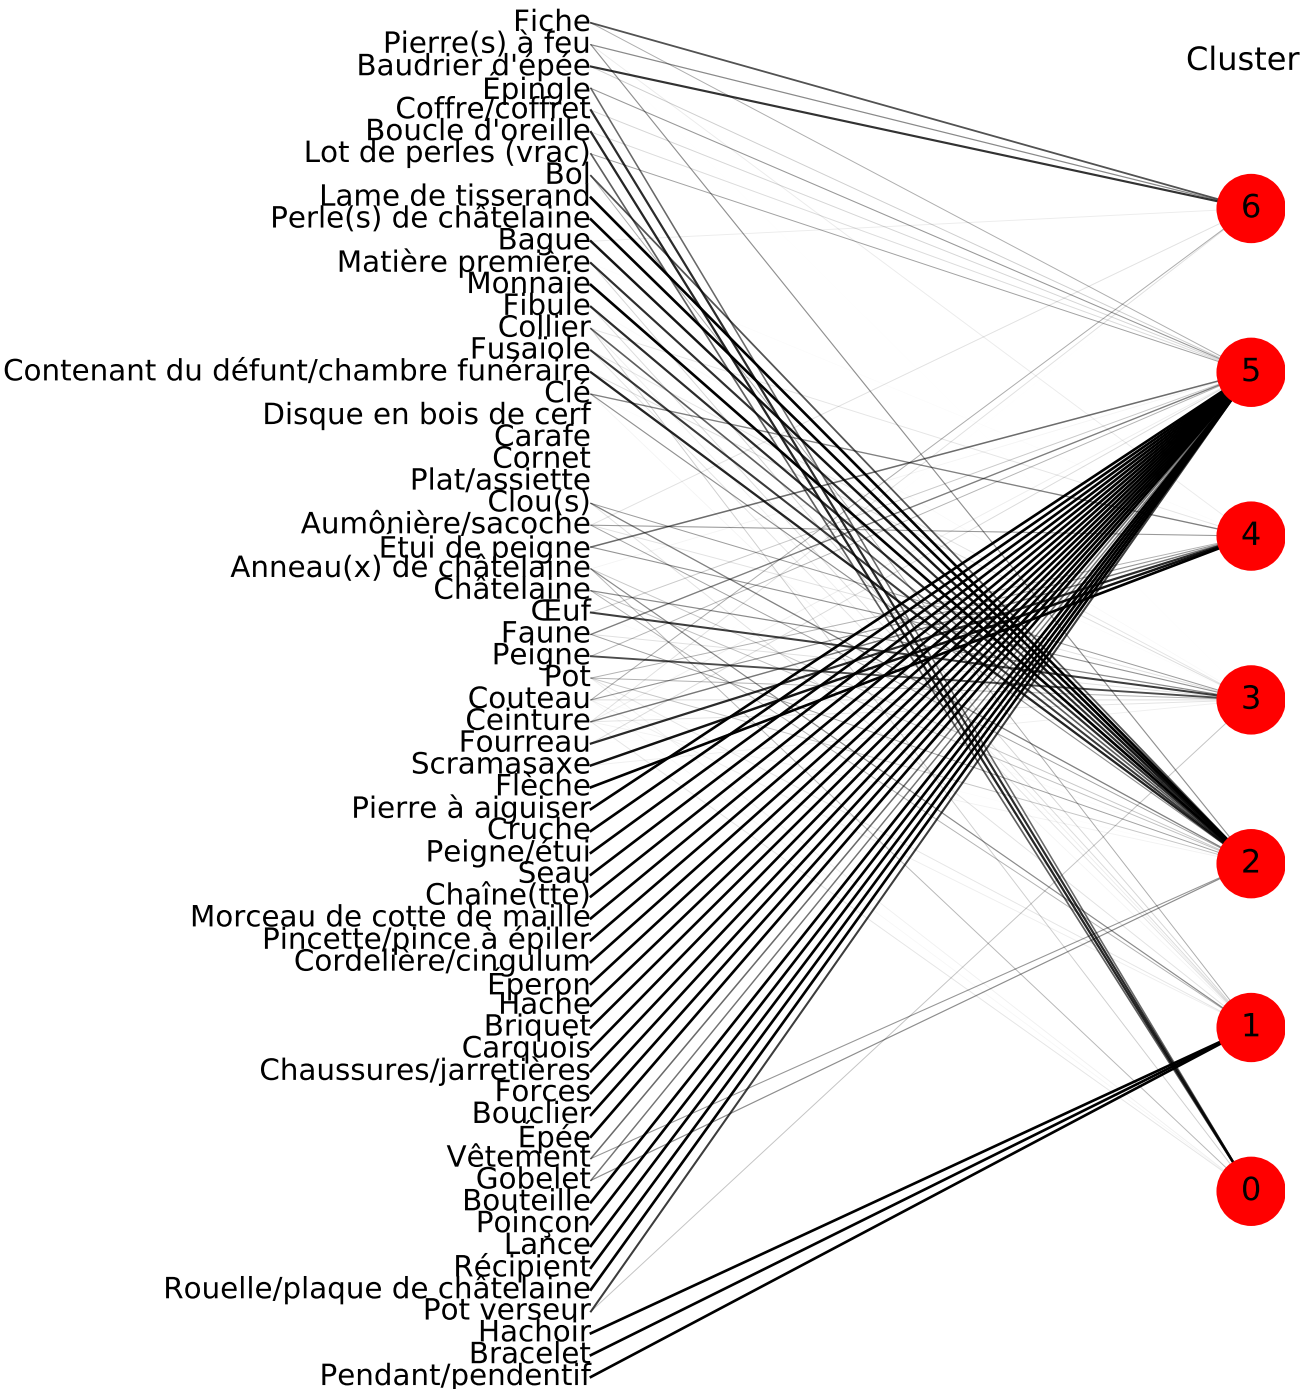 Fiche
Pierre(s) à feu
Baudrier d'épée
Épingle
Coffre/coffret
Boucle d'oreille
Lot de perles (vrac)
Bol
Lame de tisserand
Perle(s) de châtelaine
Bague
Matière première
Monnaie
Fibule
Collier
Fusaïole
Contenant du défunt/chambre funéraire
Clé
Disque en bois de cerf
Carafe
Cornet
Plat/assiette
Clou(s)
Aumônière/sacoche
Etui de peigne
Anneau(x) de châtelaine
Châtelaine
Œuf
Faune
Peigne
Pot
Couteau
Ceinture
Fourreau
Scramasaxe
Flèche
Pierre à aiguiser
Cruche
Peigne/étui
Seau
Chaîne(tte)
Morceau de cotte de maille
Pincette/pince à épiler
Cordelière/cingulum
Éperon
Hache
Briquet
Carquois
Chaussures/jarretières
Forces
Bouclier
Épée
Vêtement
Gobelet
Bouteille
Poinçon
Lance
Récipient
Rouelle/plaque de châtelaine
Pot verseur
Hachoir
Bracelet
Pendant/pendentif
Cluster
6
5
4
3
2
1
0